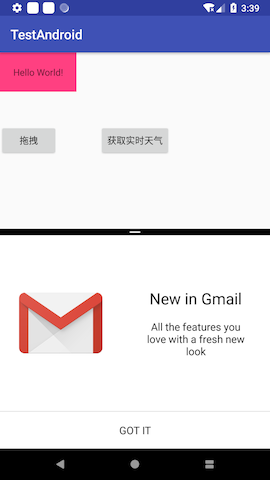 3:39
TestAndroid
Hello World!
拖拽
获取实时天气
New in Gmail
All the features you
love with a fresh new
look
GOT IT